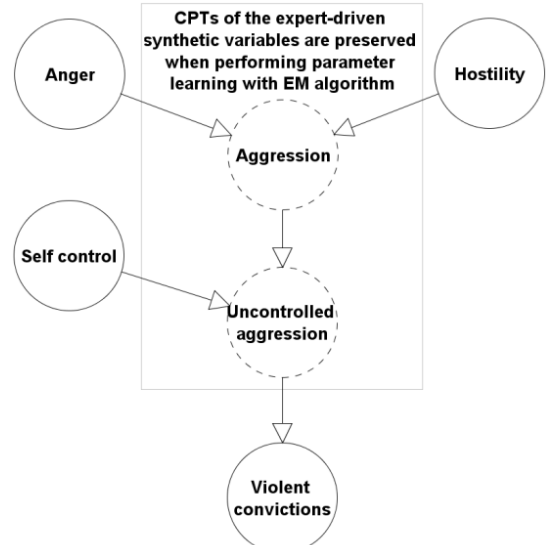 CPTs of the expert-driven
synthetic variables are preserved
when performing parameter
learning with EM algorithm
Anger
Hostility
Aggression
Self control
Uncontrolled
aggression
Violent
convictions